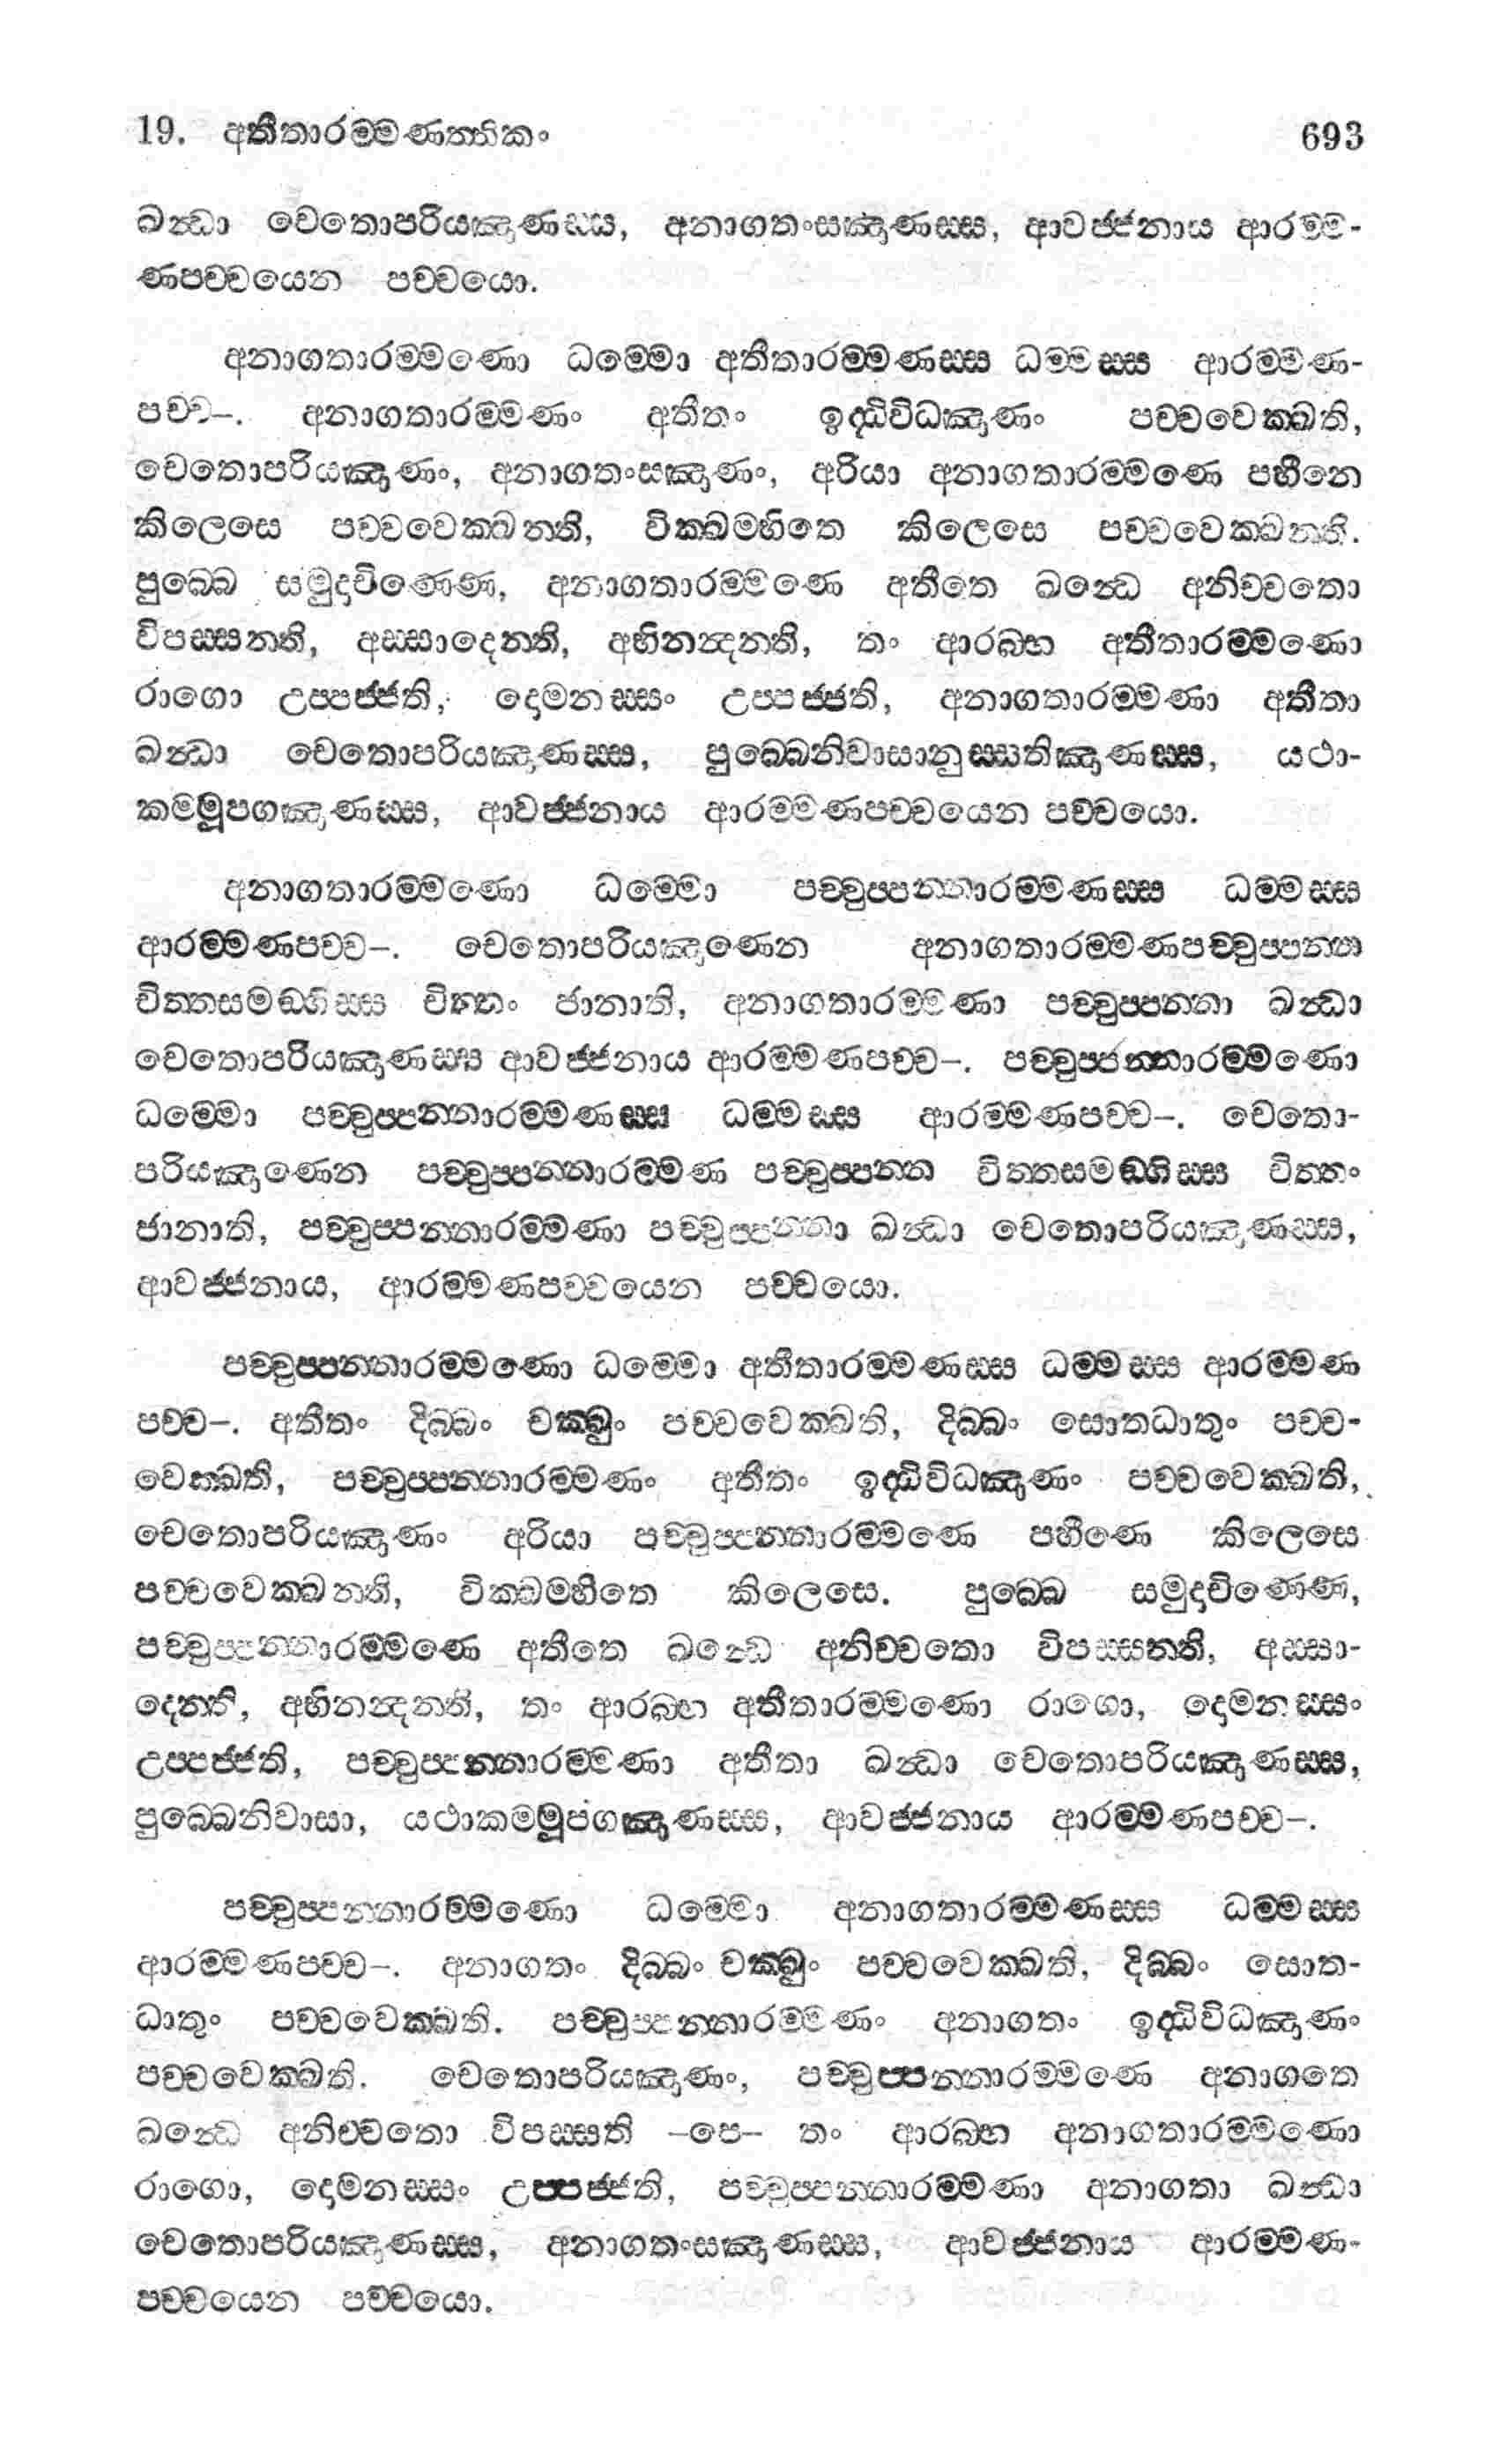 19. අතීතාරම්මණත්තිකං 693
ඛන්ධා චෙතොපරියඤාණස්ස, අනාගතංසඤාණස්ස, ආවජ්ජනාය ආරම්ම-
ණපච්චයෙන පච්චයො.
අනාගතාරම්මණො ධම්මො අතීතාරම්මණස්ස ධම්මස්ස ආරම්මණ-
පච්ච–. අනාගතාරම්මණං අතීතං ඉද්ධිවිධඤාණං පච්චවෙක්ඛති,
චෙතොපරියඤාණං, අනාගතංසඤාණං, අරියා අනාගතාරම්මණෙ පහීනෙ
කිලෙසෙ පච්චවෙක්ඛන්ති, වික්ඛම්භිතෙ කිලෙසෙ පච්චවෙක්ඛන්ති.
පුබ්බෙ සමුදාචිණ්ණෙ, අනාගතාරම්මණෙ අතීතෙ ඛන්ධෙ අනිච්චතො
විපස්සන්ති, අස්සාදෙන්ති, අභිනන්දන්ති, තං ආරබ්භ අතීතාරම්මණො
රාගො උප්පජ්ජති, දොමනස්සං උප්පජ්ජති, අනාගතාරම්මණා අතීතා
ඛන්ධා චෙතොපරියඤාණස්ස, පුබ්බෙනිවාසානුස්සතිඤාණස්ස, යථා-
කම්මූපගඤාණස්ස, ආවජ්ජනාය ආරම්මණපච්චයෙන පච්චයො.
අනාගතාරම්මණො ධම්මො පච්චුප්පන්නාරම්මණස්ස ධම්මස්ස
ආරම්මණපච්ච–. චෙතොපරියඤාණෙන අනාගතාරම්මණපච්චුප්පන්න
චිත්තසමඞ්ගිස්ස චිත්තං ජානාති, අනාගතාරම්මණා පච්චුප්පන්නා ඛන්ධා
චෙතොපරියඤාණස්ස ආවජ්ජනාය ආරම්මණපච්ච–. පච්චුප්පන්නාරම්මණො
ධම්මො පච්චුප්පන්නාරම්මණස්ස ධම්මස්ස ආරම්මණපච්ච–. චෙතො-
පරියඤාණෙන පච්චුප්පන්නාරම්මණ පච්චුප්පන්න චිත්තසමඞ්ගිස්ස චිත්තං
ජානාති, පච්චුප්පන්නාරම්මණා පච්චුප්පන්නා ඛන්ධා චෙතොපරියඤාණස්ස,
ආවජ්ජනාය, ආරම්මණපච්චයෙන පච්චයො.
පච්චුප්පන්නාරම්මණො ධම්මො අතීතාරම්මණස්ස ධම්මස්ස ආරම්මණ
පච්ච–. අතීතං දිබ්බං චක්ඛුං පච්චවෙක්ඛති, දිබ්බං සොතධාතුං පච්ච-
වෙක්ඛති, පච්චුප්පන්නාරම්මණං අතීතං ඉද්ධිවිධඤාණං පච්චවෙක්ඛති,
චෙතොපරියඤාණං අරියා පච්චුප්පන්නාරම්මණෙ පහීණෙ කිලෙසෙ
පච්චවෙක්ඛන්ති, වික්ඛම්හිතෙ කිලෙසෙ. පුබ්බෙ සමුදාචිණ්ණෙ,
පච්චුප්පන්නාරම්මණෙ අතීතෙ ඛන්ධෙ අනිච්චතො විපස්සන්ති, අස්සා-
දෙන්ති, අභිනන්දන්ති, තං ආරබ්භ අතීතාරම්මණො රාගො, දොමනස්සං
උප්පජ්ජති, පච්චුප්පන්නාරම්මණා අතීතා ඛන්ධා චෙතොපරියඤාණස්ස,
පුබ්බෙනිවාසා, යථාකම්මූපගඤාණස්ස, ආවජ්ජනාය ආරම්මණපච්ච–.
පච්චුප්පන්නාරම්මණො ධම්මො අනාගතාරම්මණස්ස ධම්මස්ස
ආරම්මණපච්ච–. අනාගතං දිබ්බං චක්ඛුං පච්චවෙක්ඛති, දිබ්බං සොත-
ධාතුං පච්චවෙක්ඛති. පච්චුප්පන්නාරම්මණං අනාගතං ඉද්ධිවිධඤාණං
පච්චවෙක්ඛති. චෙතොපරියඤාණං, පච්චුප්පන්නාරම්මණෙ අනාගතෙ
ඛන්ධෙ අනිච්චතො විපස්සති –පෙ– තං ආරබ්භ අනාගතාරම්මණො
රාගො, දොමනස්සං උප්පජ්ජති, පච්චුප්පන්නාරම්මණා අනාගතා ඛන්ධා
චෙතොපරියඤාණස්ස, අනාගතංසඤාණස්ස, ආවජ්ජනාය ආරම්මණ-
පච්චයෙන පච්චයො.